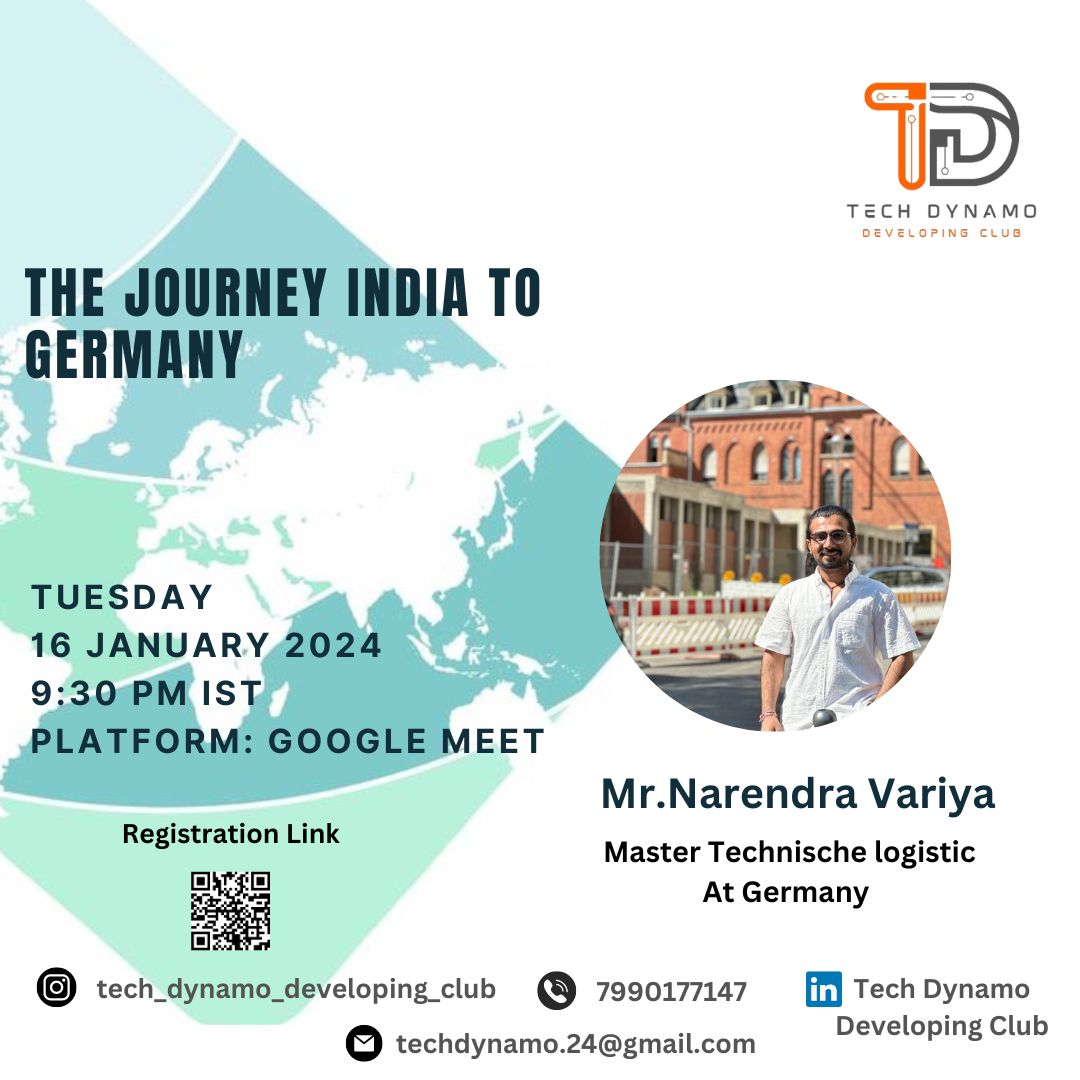 TECH DYNAMO
DEVELOPING CLUB
THE JOURNEY INDIA TO
GERMANY
TUESDAY
16 JANUARY 2024
9:30 PM IST
PLATFORM: GOOGLE MEET
Mr.Narendra Variya
Master Technische logistic
At Germany
Registration Link
tech_dynamo_developing_club
7990177147
in
Tech Dynamo
Developing Club
techdynamo.24@gmail.com